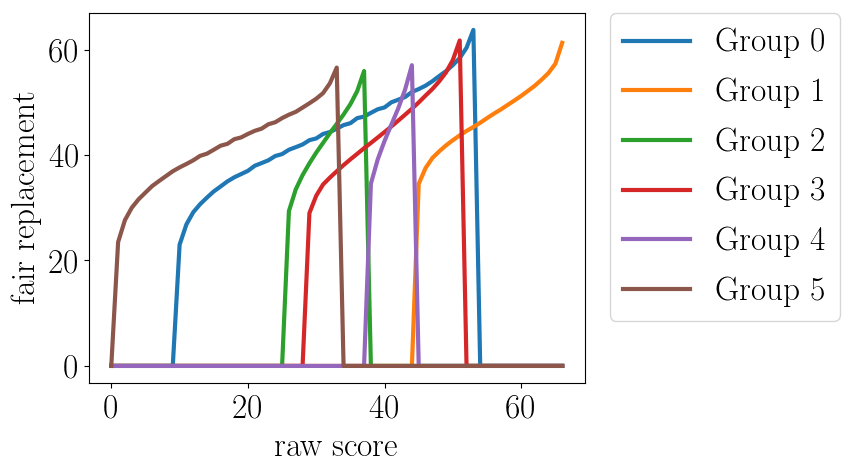 60
40
20
0
fair replacement
0 20 40 60
raw score
Group 0
Group 1
Group 2
Group 3
Group 4
Group 5